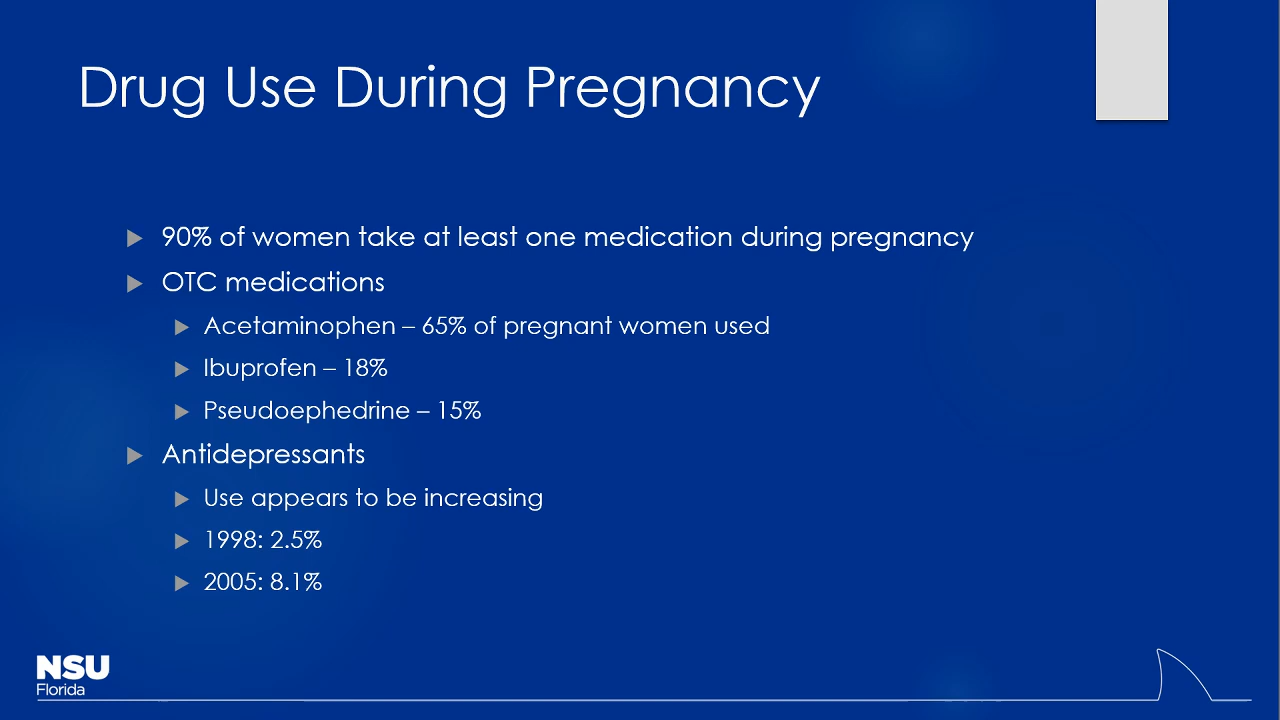 Drug Use During Pregnancy
90% of women take at least one medication during pregnancy
OTC medications
Acetaminophen – 65% of pregnant women used
Ibuprofen – 18%
Pseudoephedrine – 15%
Antidepressants
Use appears to be increasing
1998: 2.5%
2005: 8.1%
NSU
Florida